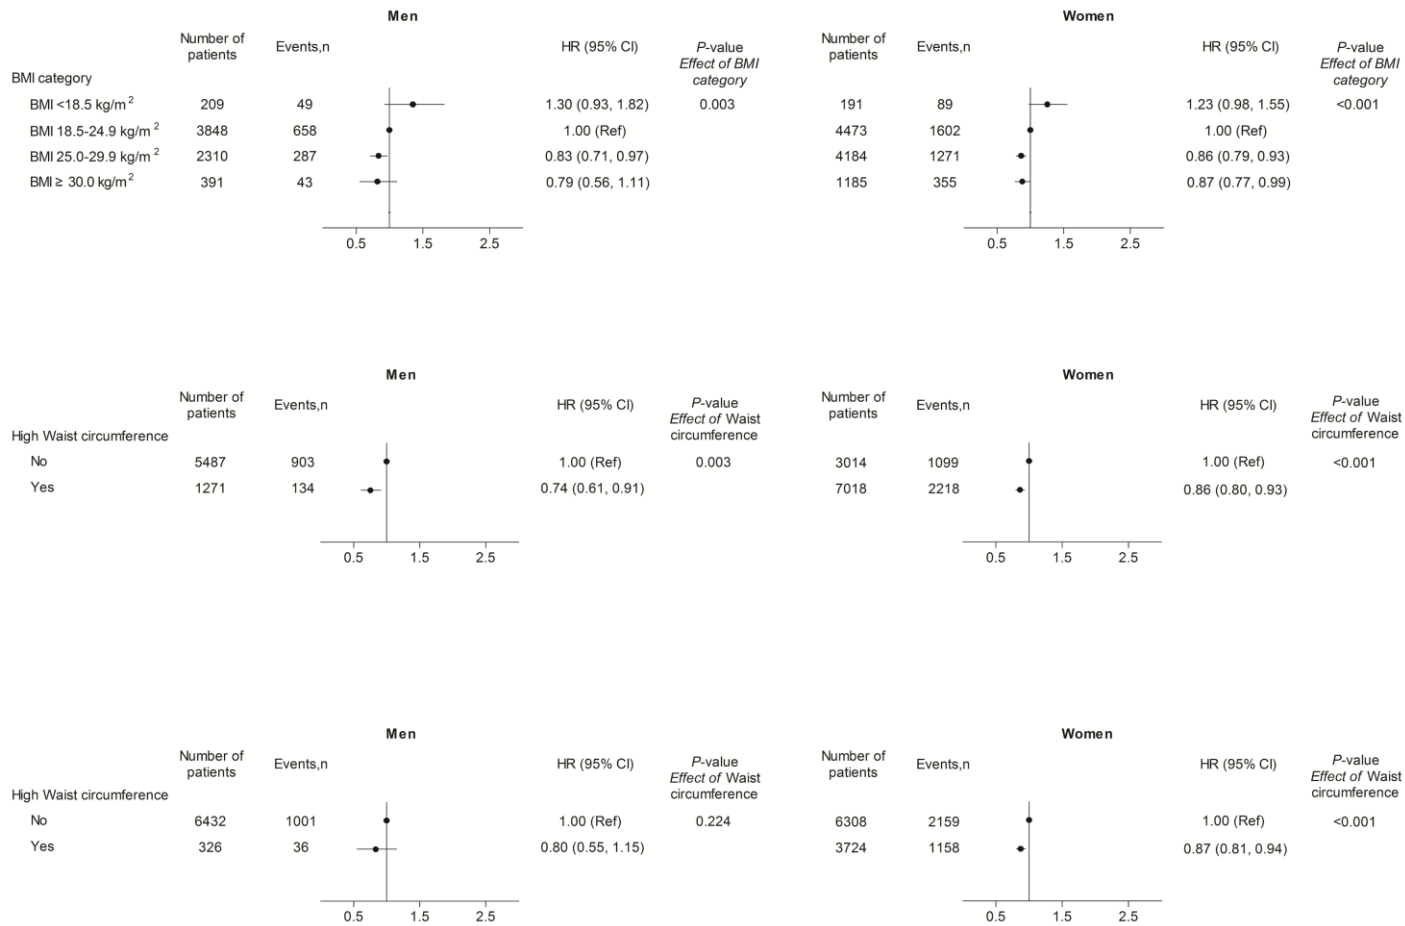 Men Women
Number of patients Events,n HR (95% CI) P-value Effect of BMI category Number of patients Events,n HR (95% CI) P-value Effect of BMI category
BMI category
BMI <18.5 kg/m 2 209 49 1.30 (0.93, 1.82) 0.003 191 89 1.23 (0.98, 1.55) <0.001
BMI 18.5-24.9 kg/m 2 3848 658 1.00 (Ref) 4473 1602 1.00 (Ref)
BMI 25.0-29.9 kg/m 2 2310 287 0.83 (0.71, 0.97) 4184 1271 0.86 (0.79, 0.93)
BMI ≥ 30.0 kg/m2 391 43 0.79 (0.56, 1.11) 1185 355 0.87 (0.77, 0.99)
0.5 1.5 2.5 0.5 1.5 2.5
Men Women
Number of patients Events,n HR (95% CI) P-value Effect of Waist circumference Number of patients Events,n HR (95% CI) P-value Effect of Waist circumference
High Waist circumference
No 5487 903 1.00 (Ref) 0.003 3014 1099 1.00 (Ref) <0.001
Yes 1271 134 0.74 (0.61, 0.91) 7018 2218 0.86 (0.80, 0.93)
0.5 1.5 2.5 0.5 1.5 2.5
Men Women
Number of patients Events,n HR (95% CI) P-value Effect of Waist circumference Number of patients Events,n HR (95% CI) P-value Effect of Waist circumference
High Waist circumference
No 6432 1001 1.00 (Ref) 0.224 6308 2159 1.00 (Ref) <0.001
Yes 326 36 0.80 (0.55, 1.15) 3724 1158 0.87 (0.81, 0.94)
0.5 1.5 2.5 0.5 1.5 2.5